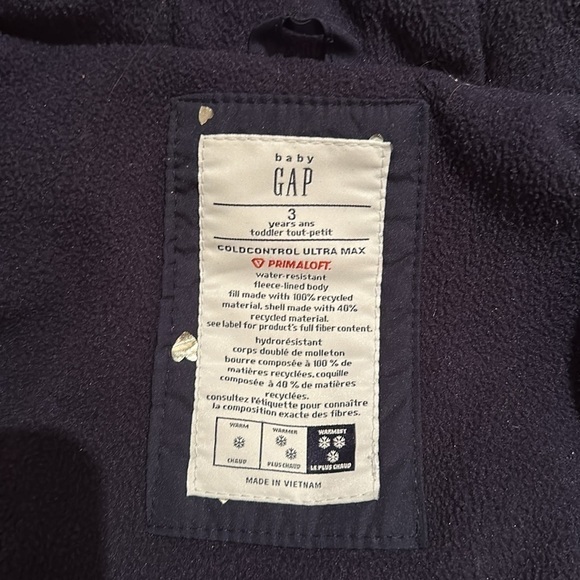 baby
GAP
3
years ans
toddler tout-petit
COLDCONTROL ULTRA MAX
PRIMALOFT.
water-resistant
fleece-lined body
fill made with 100% recycled
material, shell made with 40%
recycled material.
see label for product's full fiber content.
hydrorésistant
corps doublé de molleton
bourre composée à 100 % de
matières recyclées, coquille
composée à 40 % de matières
recyclées.
consultez l'étiquette pour connaître
la composition exacte des fibres.
WARM WARMER WARMEST
CHAUD PLUS CHAUD LE PLUS CHAUD
MADE IN VIETNAM